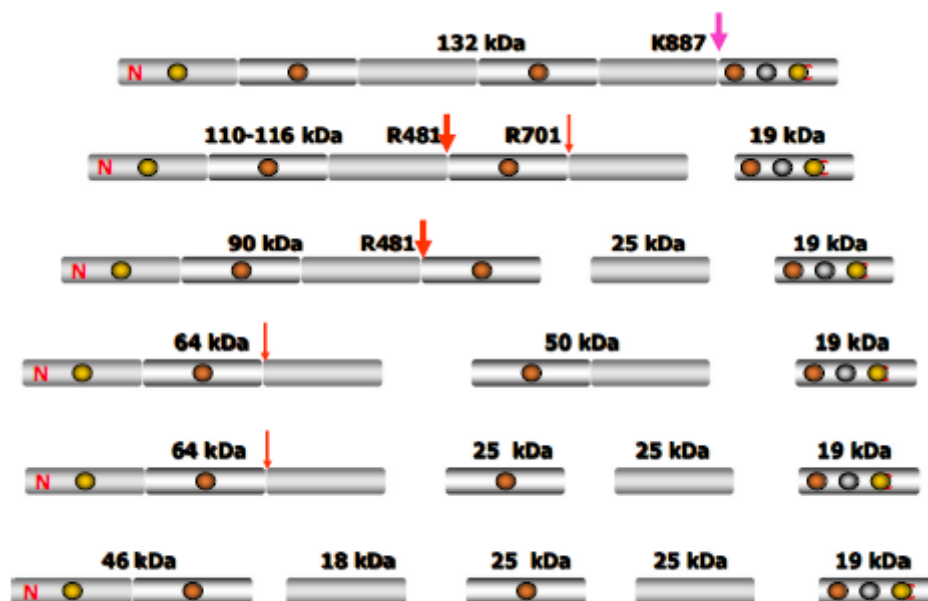 132 kDa K887
N C
110-116 kDa R481 R701 19 kDa
N C
90 kDa R481 25 kDa 19 kDa
N C
64 kDa 50 kDa 19 kDa
N C
64 kDa 25 kDa 25 kDa 19 kDa
N C
46 kDa 18 kDa 25 kDa 25 kDa 19 kDa
N C